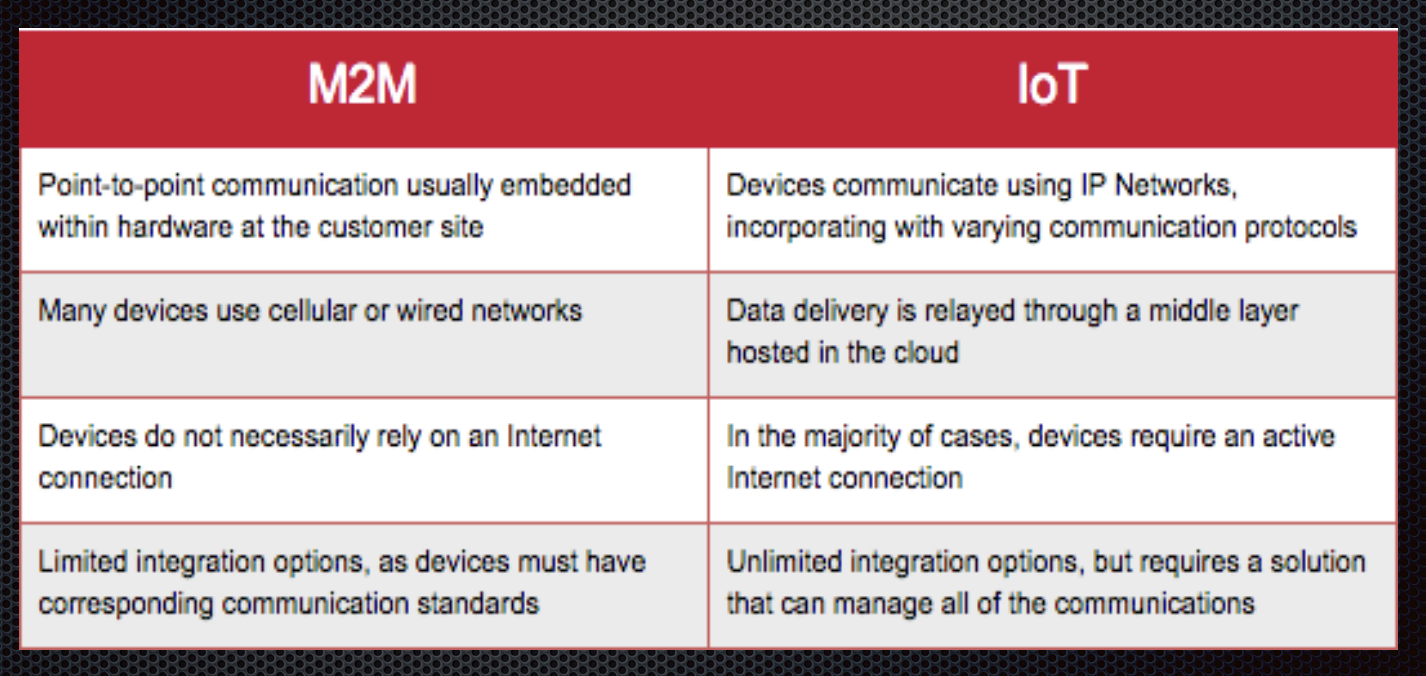 M2M
IoT
Point-to-point communication usually embedded
within hardware at the customer site
Devices communicate using IP Networks,
incorporating with varying communication protocols
Many devices use cellular or wired networks
Data delivery is relayed through a middle layer
hosted in the cloud
Devices do not necessarily rely on an Internet
connection
In the majority of cases, devices require an active
Internet connection
Limited integration options, as devices must have
corresponding communication standards
Unlimited integration options, but requires a solution
that can manage all of the communications